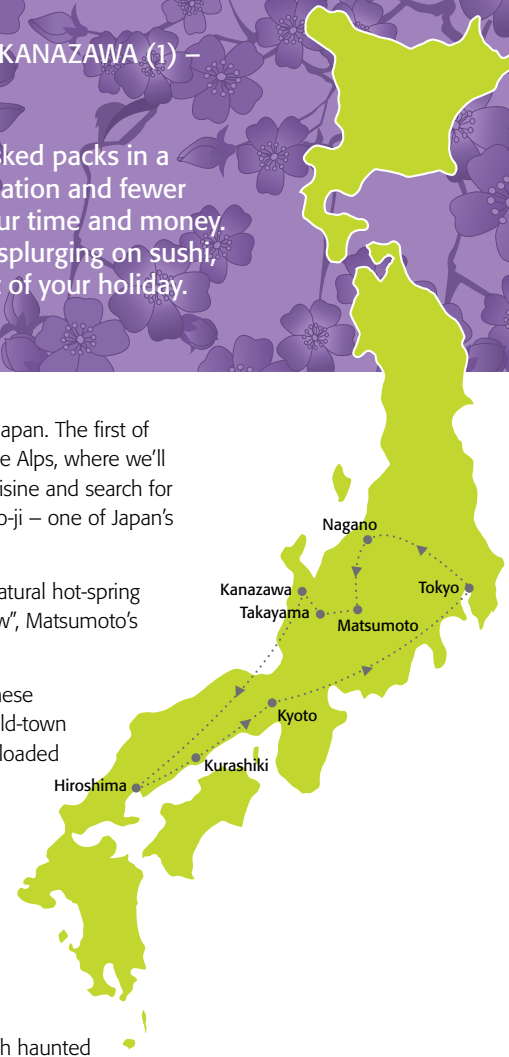 KANAZAWA (1) –
sked packs in a
ation and fewer
ur time and money.
splurging on sushi,
t of your holiday.
apan. The first of
e Alps, where we'll
isine and search for
o-ji – one of Japan's
atural hot-spring
w", Matsumoto's
nese
ld-town
loaded
h haunted
Nagano
Kanazawa
Tokyo
Takayama
Matsumoto
Kyoto
Kurashiki
Hiroshima